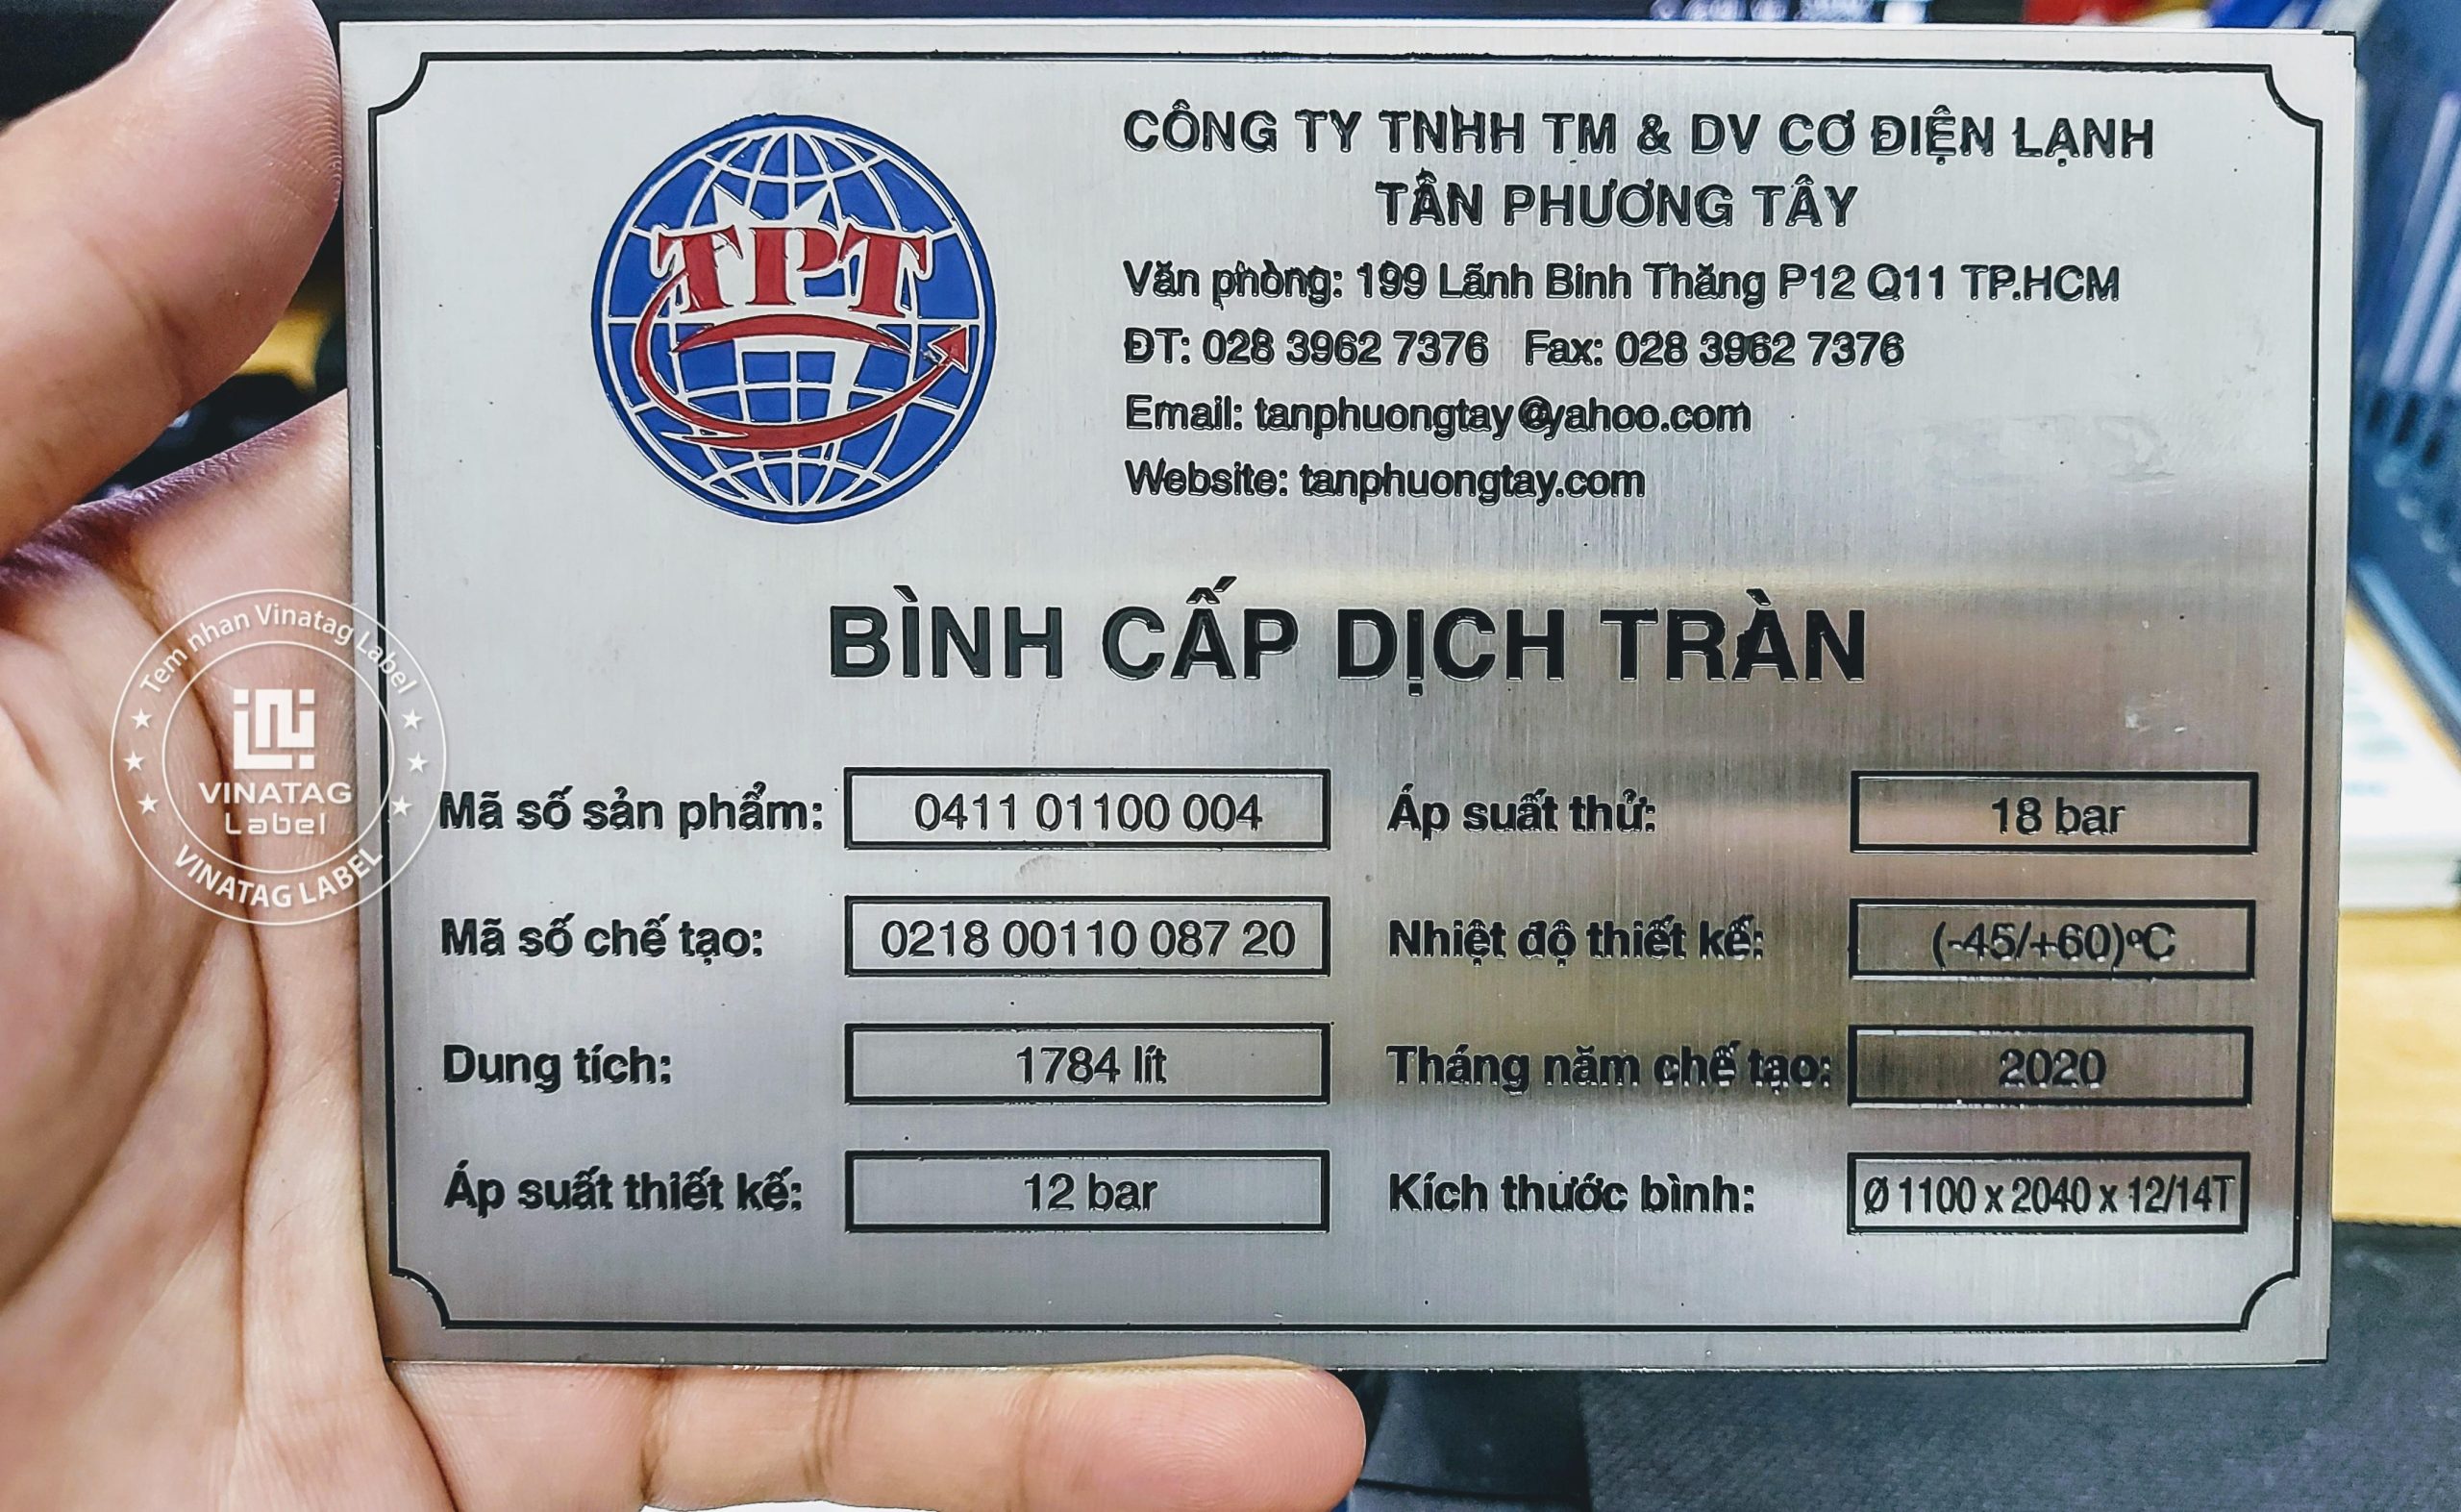 TPT
CÔNG TY TNHH TM & DV CƠ ĐIỆN LẠNH
TÂN PHƯƠNG TÂY
Văn phòng: 199 Lãnh Binh Thăng P12 Q11 TP.HCM
ĐT: 028 3962 7376 Fax: 028 3962 7376
Email: tanphuongtay@yahoo.com
Website: tanphuongtay.com
BÌNH CẤP DỊCH TRÀN
Mã số sản phẩm: 0411 01100 004
Áp suất thử: 18 bar
Mã số chế tạo: 0218 00110 087 20
Nhiệt độ thiết kế: (-45/+60)ºC
Dung tích: 1784 lít
Tháng năm chế tạo: 2020
Áp suất thiết kế: 12 bar
Kích thước bình: Ø 1100 x 2040 x 12/14T
Tem nhan Vinatag Label
VINATAG
Label
VINATAG LABEL